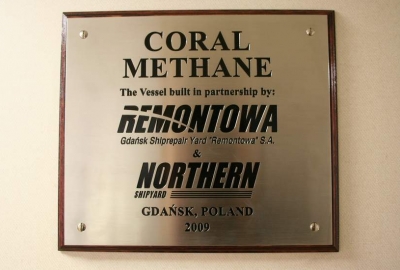 CORAL
METHANE
The Vessel built in partnership by:
REMONTOWA
Gdańsk Shiprepair Yard "Remontowa" S.A.
&
NORTHERN
SHIPYARD
GDAŃSK, POLAND
2009